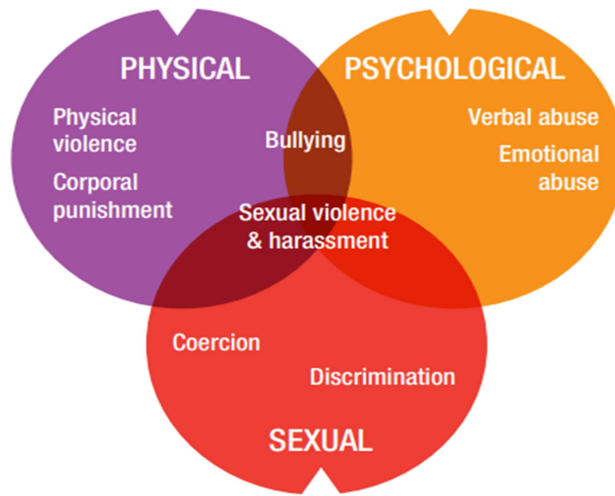 PHYSICAL
Physical
violence
Corporal
punishment
Bullying
PSYCHOLOGICAL
Verbal abuse
Emotional
abuse
Sexual violence
& harassment
Coercion
Discrimination
SEXUAL